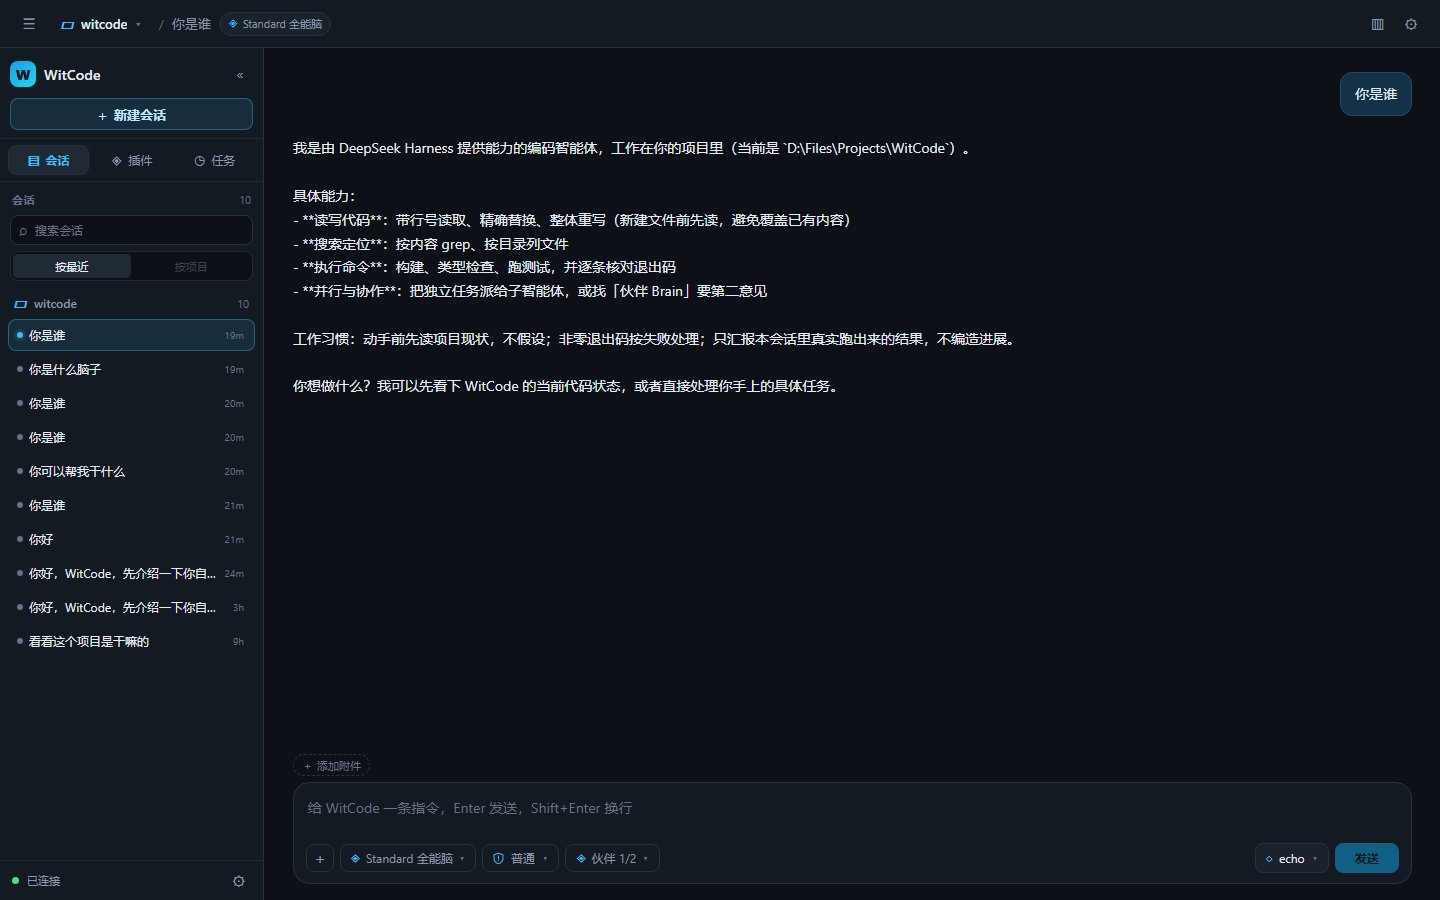 witcode
/ 你是谁
Standard 全能脑
W WitCode
«
+ 新建会话
会话
插件
任务
会话 10
搜索会话
按最近
按项目
witcode 10
你是谁 19m
你是什么脑子 19m
你是谁 20m
你是谁 20m
你可以帮我干什么 20m
你是谁 21m
你好 21m
你好，WitCode，先介绍一下你自... 24m
你好，WitCode，先介绍一下你自... 3h
看看这个项目是干嘛的 9h
已连接
你是谁
我是由 DeepSeek Harness 提供能力的编码智能体，工作在你的项目里（当前是 `D:\Files\Projects\WitCode`）。
具体能力：
- **读写代码**：带行号读取、精确替换、整体重写（新建文件前先读，避免覆盖已有内容）
- **搜索定位**：按内容 grep、按目录列文件
- **执行命令**：构建、类型检查、跑测试，并逐条核对退出码
- **并行与协作**：把独立任务派给子智能体，或找「伙伴 Brain」要第二意见
工作习惯：动手前先读项目现状，不假设；非零退出码按失败处理；只汇报本会话里真实跑出来的结果，不编造进展。
你想做什么？我可以先看下 WitCode 的当前代码状态，或者直接处理你手上的具体任务。
+ 添加附件
给 WitCode 一条指令，Enter 发送，Shift+Enter 换行
+
Standard 全能脑
普通
伙伴 1/2
echo
发送